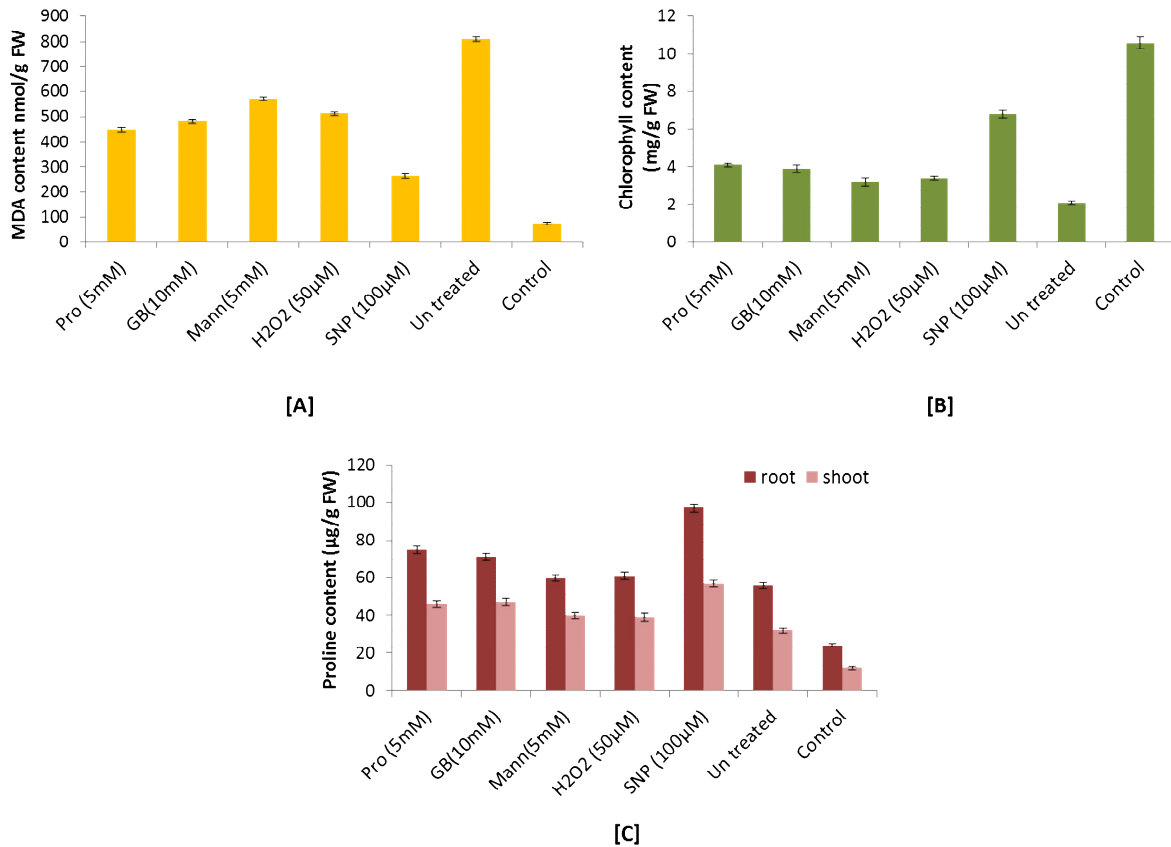 MDA content nmol/g FW
900
800
700
600
500
400
300
200
100
0
Pro (5mM)
GB(10mM)
Mann(5mM)
H2O2 (50µM)
SNP (100µM)
Un treated
Control
[A]
Chlorophyll content
(mg/g FW)
12
10
8
6
4
2
0
Pro (5mM)
GB(10mM)
Mann(5mM)
H2O2 (50µM)
SNP (100µM)
Un treated
Control
[B]
Proline content (µg/g FW)
120
100
80
60
40
20
0
root
shoot
Pro (5mM)
GB(10mM)
Mann(5mM)
H2O2 (50µM)
SNP (100µM)
Un treated
Control
[C]